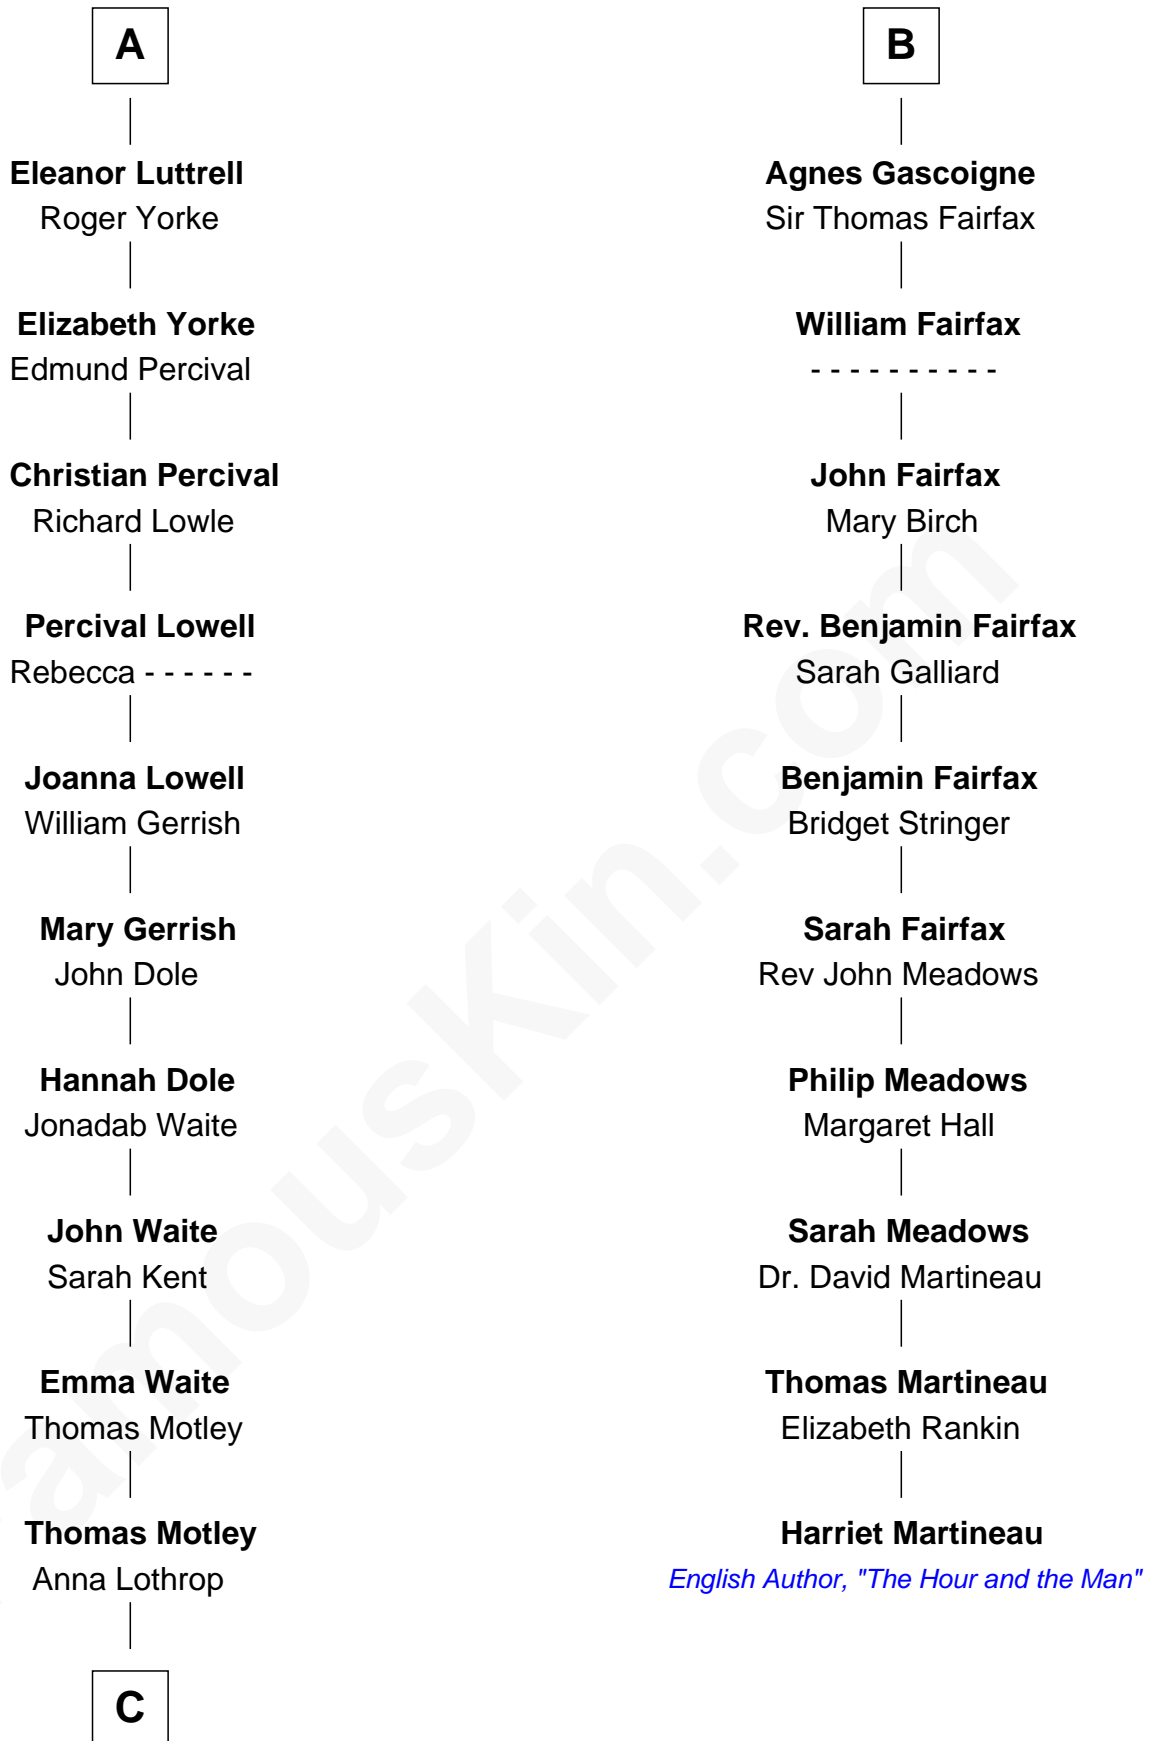 A
Eleanor Luttrell
Roger Yorke
Elizabeth Yorke
Edmund Percival
Christian Percival
Richard Lowle
Percival Lowell
Rebecca - - - - - -
Joanna Lowell
William Gerrish
Mary Gerrish
John Dole
Hannah Dole
Jonadab Waite
John Waite
Sarah Kent
Emma Waite
Thomas Motley
Thomas Motley
Anna Lothrop
C
B
Agnes Gascoigne
Sir Thomas Fairfax
William Fairfax
- - - - - - - - - -
John Fairfax
Mary Birch
Rev. Benjamin Fairfax
Sarah Galliard
Benjamin Fairfax
Bridget Stringer
Sarah Fairfax
Rev John Meadows
Philip Meadows
Margaret Hall
Sarah Meadows
Dr. David Martineau
Thomas Martineau
Elizabeth Rankin
Harriet Martineau
English Author, "The Hour and the Man"
amousKin.com